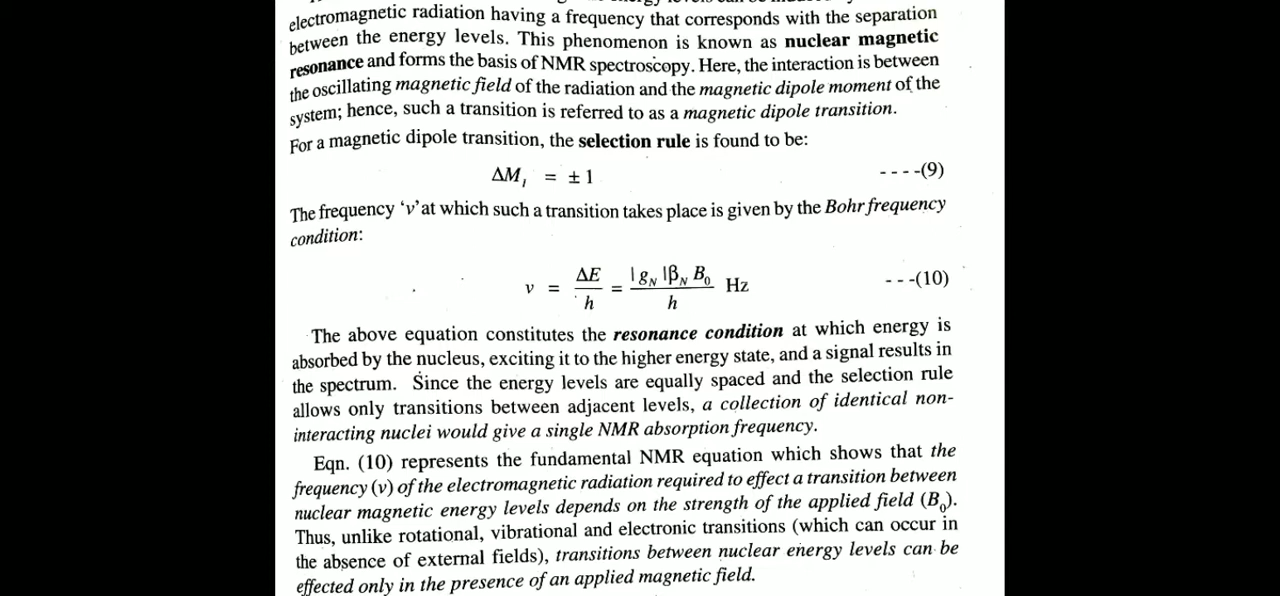 electromagnetic radiation having a frequency that corresponds with the separation
between the energy levels. This phenomenon is known as nuclear magnetic
resonance and forms the basis of NMR spectroscopy. Here, the interaction is between
the oscillating magnetic field of the radiation and the magnetic dipole moment of the
system; hence, such a transition is referred to as a magnetic dipole transition.
For a magnetic dipole transition, the selection rule is found to be:
ΔM_I = ± 1 - - - -(9)
The frequency ‘ν’ at which such a transition takes place is given by the Bohr frequency
condition:
ν = ΔE / h = |g_N|β_N B_0 / h Hz - - -(10)
The above equation constitutes the resonance condition at which energy is
absorbed by the nucleus, exciting it to the higher energy state, and a signal results in
the spectrum. Since the energy levels are equally spaced and the selection rule
allows only transitions between adjacent levels, a collection of identical non-
interacting nuclei would give a single NMR absorption frequency.
Eqn. (10) represents the fundamental NMR equation which shows that the
frequency (ν) of the electromagnetic radiation required to effect a transition between
nuclear magnetic energy levels depends on the strength of the applied field (B_0).
Thus, unlike rotational, vibrational and electronic transitions (which can occur in
the absence of external fields), transitions between nuclear energy levels can be
effected only in the presence of an applied magnetic field.